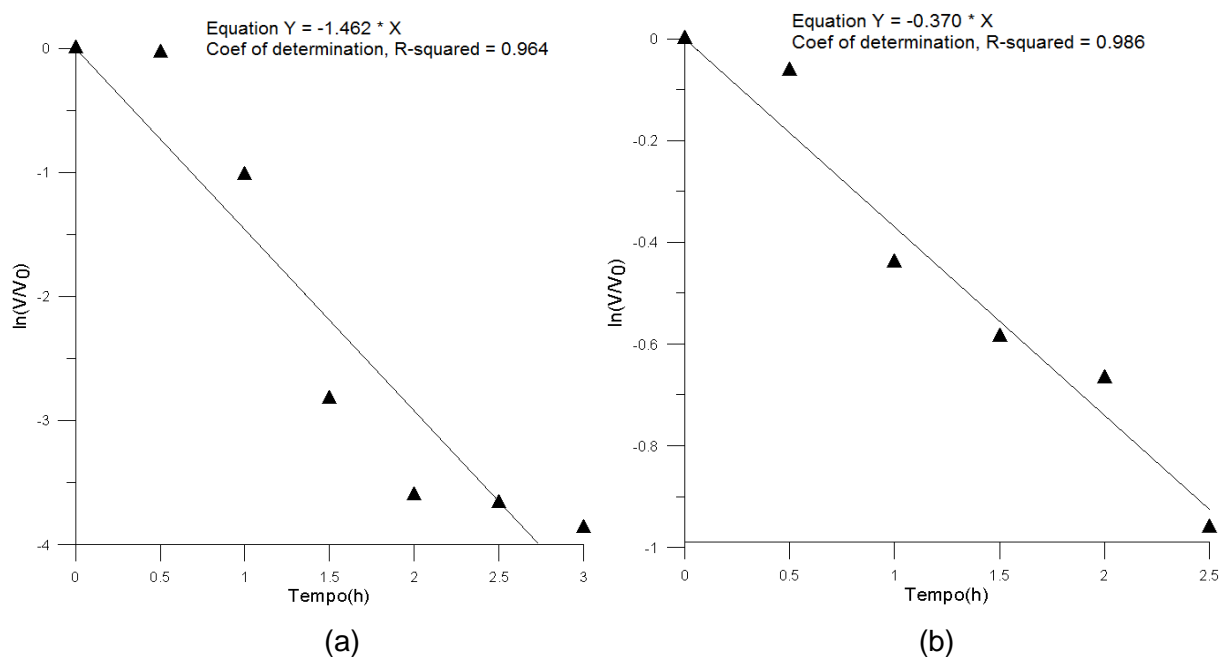 Equation Y = -1.462 * X
Coef of determination, R-squared = 0.964
0
-1
-2
-3
-4
ln(V/V0)
0 0.5 1 1.5 2 2.5 3
Tempo(h)
(a)
Equation Y = -0.370 * X
Coef of determination, R-squared = 0.986
0
-0.2
-0.4
-0.6
-0.8
-1
ln(V/V0)
0 0.5 1 1.5 2 2.5
Tempo(h)
(b)